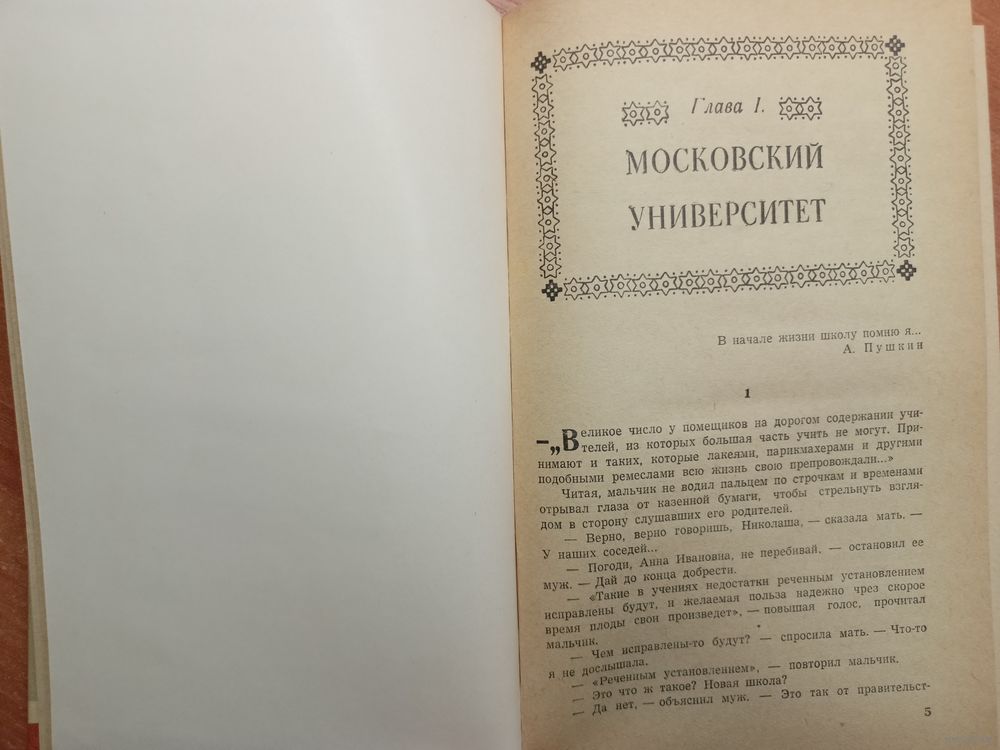 Глава I.
МОСКОВСКИЙ
УНИВЕРСИТЕТ
В начале жизни школу помню я...
А. Пушкин
1
—„Великое число у помещиков на дорогом содержании учи-
телей, из которых большая часть учить не могут. При-
нимают и таких, которые лакеями, парикмахерами и другими
подобными ремеслами всю жизнь свою препровождали...»
Читая, мальчик не водил пальцем по строчкам и временами
отрывал глаза от казенной бумаги, чтобы стрельнуть взгля-
дом в сторону слушавших его родителей.
— Верно, верно говоришь, Николаша, — сказала мать. —
У наших соседей...
— Погоди, Анна Ивановна, не перебивай. — остановил ее
муж. — Дай до конца добрести.
— «Такие в учениях недостатки реченным установлением
исправлены будут, и желаемая польза надежно чрез скорое
время плоды свои произведет», — повышая голос, прочитал
мальчик.
— Чем исправлены-то будут? — спросила мать. — Что-то
я не дослышала.
— «Реченным установлением», — повторил мальчик.
— Это что ж такое? Новая школа?
— Да нет, — объяснил муж. — Это так от правительст-
5